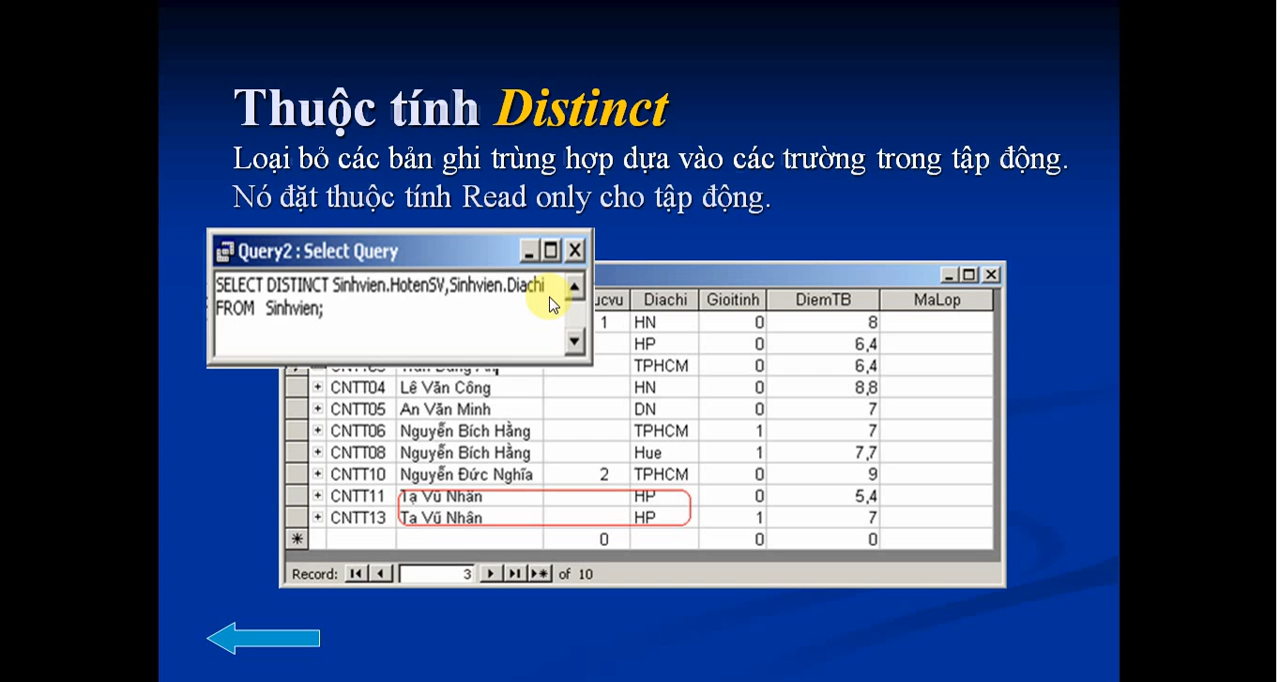 Thuộc tính Distinct
Loại bỏ các bản ghi trùng hợp dựa vào các trường trong tập động.
Nó đặt thuộc tính Read only cho tập động.
Query2 : Select Query
SELECT DISTINCT Sinhvien.HotenSV,Sinhvien.Diachi
FROM Sinhvien;
ucvu Diachi Gioitinh DiemTB MaLop
1 HN 0 8
HP 0 6,4
TPHCM 0 6,4
CNTT04 Lê Văn Công HN 0 8,8
CNTT05 An Văn Minh DN 0 7
CNTT06 Nguyễn Bích Hằng TPHCM 1 7
CNTT08 Nguyễn Bích Hằng Hue 1 7,7
CNTT10 Nguyễn Đức Nghĩa 2 TPHCM 0 9
CNTT11 Tạ Vũ Nhân HP 0 5,4
CNTT13 Tạ Vũ Nhân HP 1 7
0 0 0
Record: 3 of 10